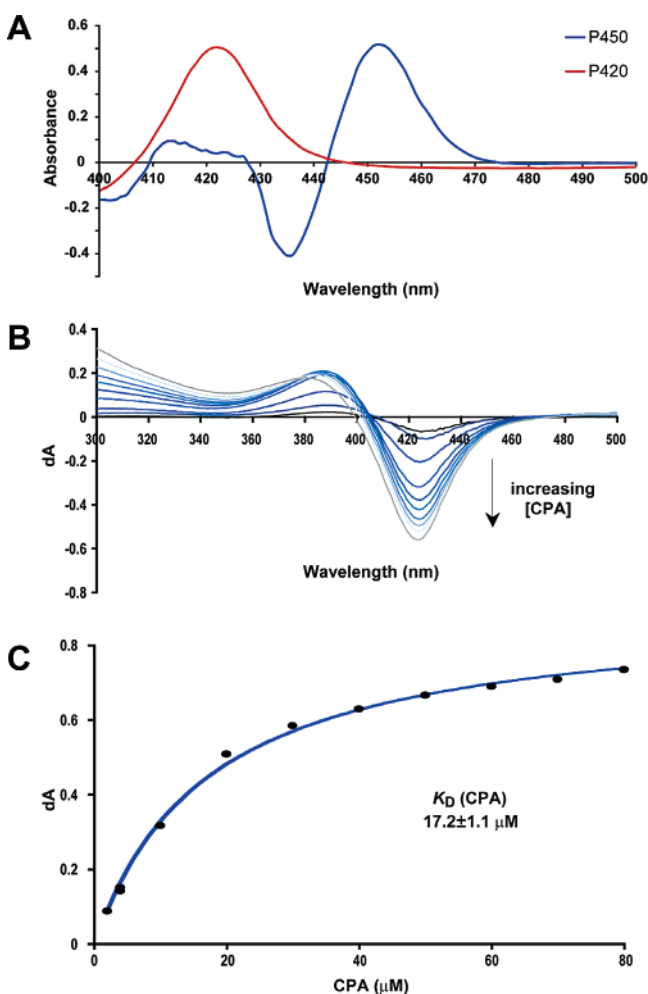 A
0.6
0.4
0.2
0
-0.2
-0.4
Absorbance
P450
P420
400 410 420 430 440 450 460 470 480 490 500
Wavelength (nm)
B
0.4
0.2
0
-0.2
-0.4
-0.6
-0.8
dA
300 320 340 360 380 400 420 440 460 480 500
increasing
[CPA]
Wavelength (nm)
C
0.8
0.6
0.4
0.2
0
dA
KD (CPA)
17.2±1.1 μM
0 20 40 60 80
CPA (μM)